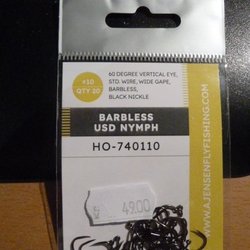 #10
QTY 20
60 DEGREE VERTICAL EYE,
STD. WIRE, WIDE GAPE,
BARBLESS,
BLACK NICKLE
BARBLESS
USD NYMPH
HO-740110
49.00
WWW.AJENSENFLYFISHING.COM